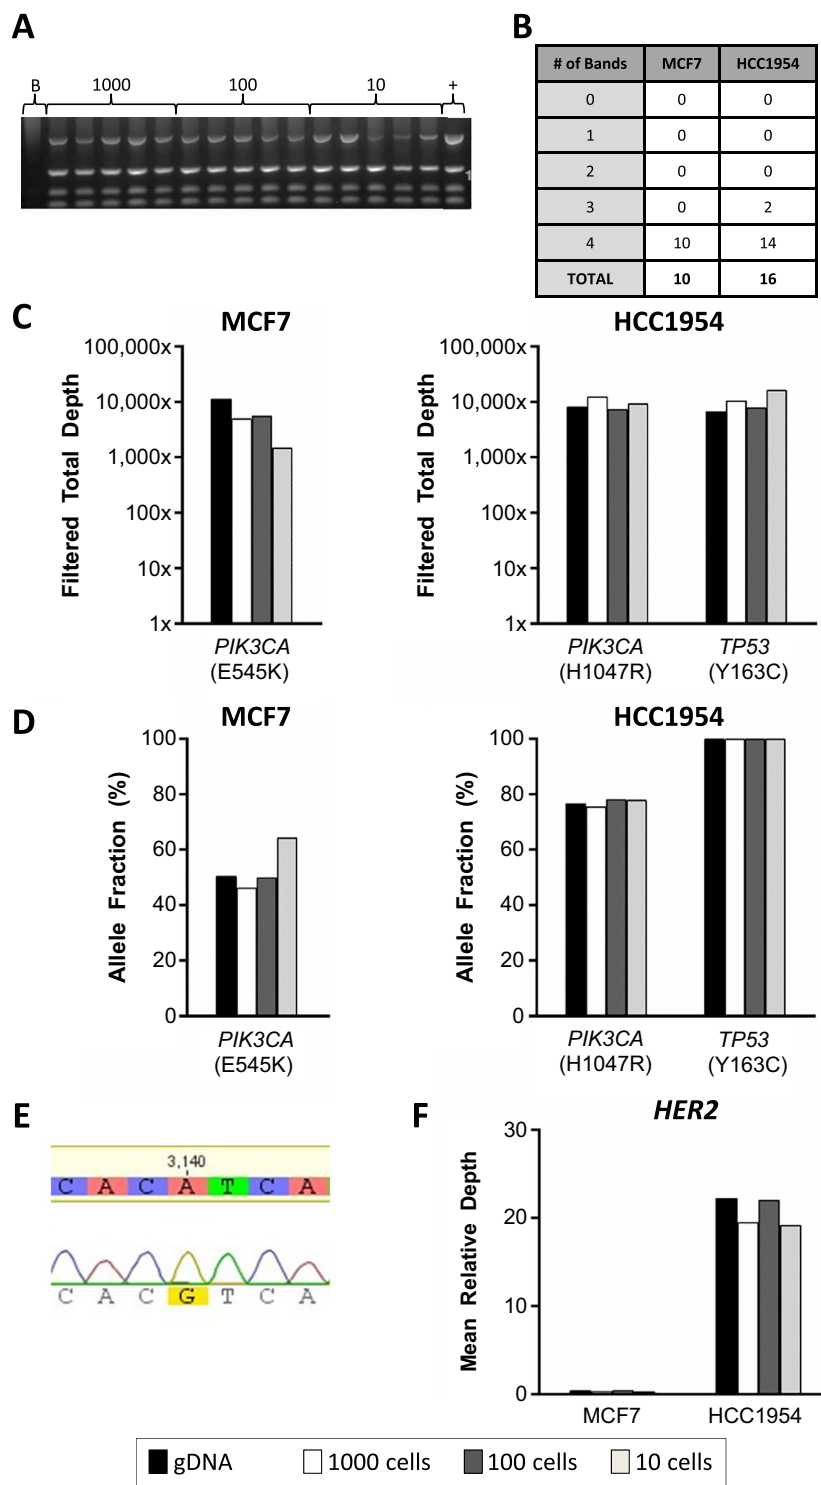 A
B 1000 100 10 +
1
B
# of Bands MCF7 HCC1954
0 0 0
1 0 0
2 0 0
3 0 2
4 10 14
TOTAL 10 16
C
MCF7
Filtered Total Depth
100,000x
10,000x
1,000x
100x
10x
1x
PIK3CA
(E545K)
HCC1954
Filtered Total Depth
100,000x
10,000x
1,000x
100x
10x
1x
PIK3CA TP53
(H1047R) (Y163C)
D
MCF7
Allele Fraction (%)
100
80
60
40
20
0
PIK3CA
(E545K)
HCC1954
Allele Fraction (%)
100
80
60
40
20
0
PIK3CA TP53
(H1047R) (Y163C)
E
3,140
C A C A T C A
C A C G T C A
F
HER2
Mean Relative Depth
30
20
10
0
MCF7 HCC1954
gDNA 1000 cells 100 cells 10 cells